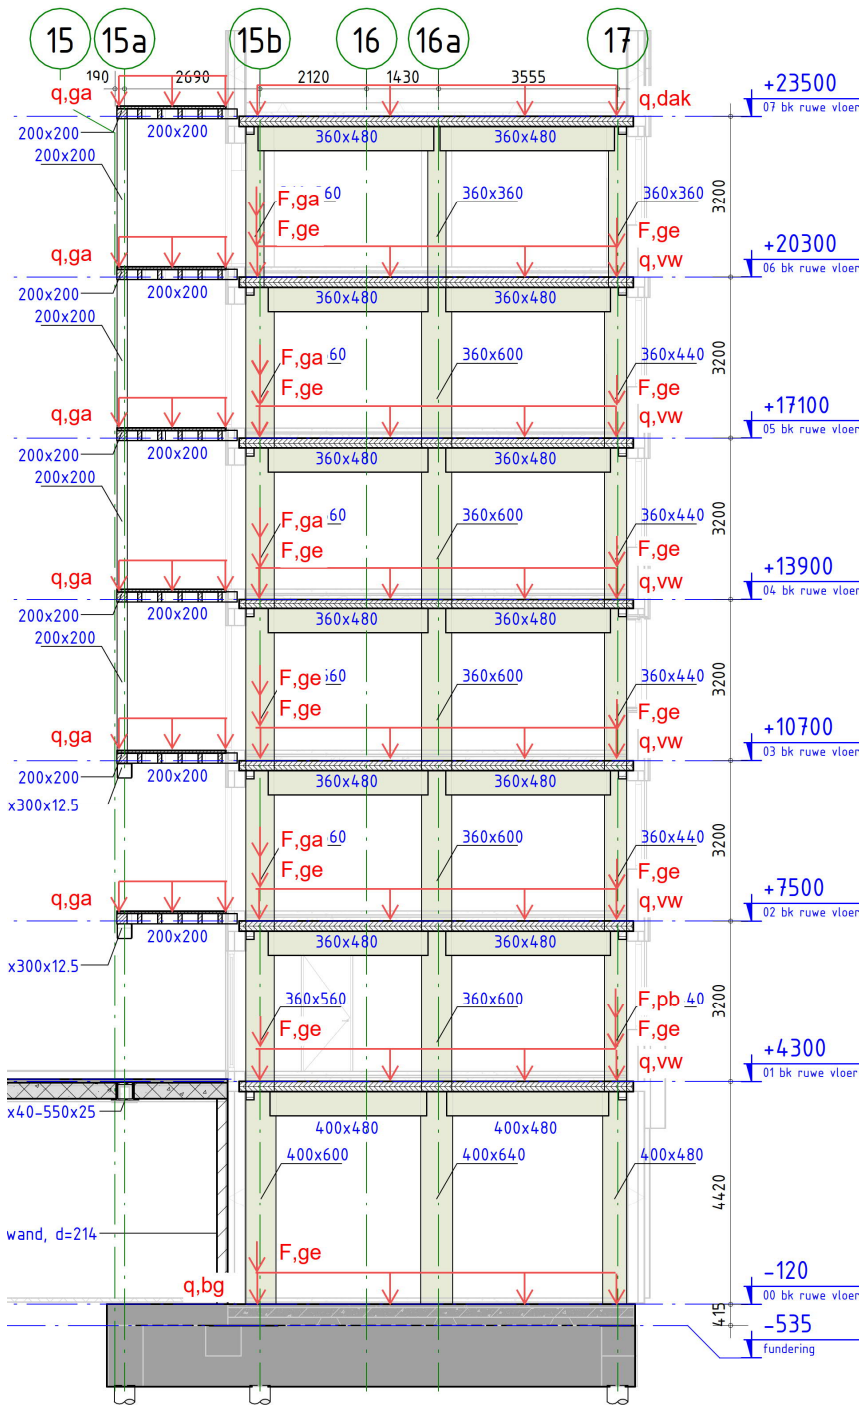 15 15a 15b 16 16a 17
190 2690 2120 1430 3555
q,ga q,dak +23500
07 bk ruwe vloer
200x200 200x200 360x480 360x480
200x200
F,ga 60 360x360 360x360 3200
F,ge F,ge
q,ga q,vw +20300
06 bk ruwe vloer
200x200 200x200 360x480 360x480
200x200
F,ga 60 360x600 360x440 3200
F,ge F,ge
q,ga q,vw +17100
05 bk ruwe vloer
200x200 200x200 360x480 360x480
200x200
F,ga 60 360x600 360x440 3200
F,ge F,ge
q,ga q,vw +13900
04 bk ruwe vloer
200x200 200x200 360x480 360x480
200x200
F,ge 60 360x600 360x440 3200
F,ge F,ge
q,ga q,vw +10700
03 bk ruwe vloer
200x200 200x200 360x480 360x480
x300x12.5
F,ga 60 360x600 360x440 3200
F,ge F,ge
q,ga q,vw +7500
02 bk ruwe vloer
200x200 360x480 360x480
x300x12.5
360x560 360x600 F,pb 40 3200
F,ge F,ge
q,vw +4300
01 bk ruwe vloer
x40-550x25
400x480 400x480
400x600 400x640 400x480
4420
wand, d=214
F,ge
q,bg -120
00 bk ruwe vloer
415
-535
fundering